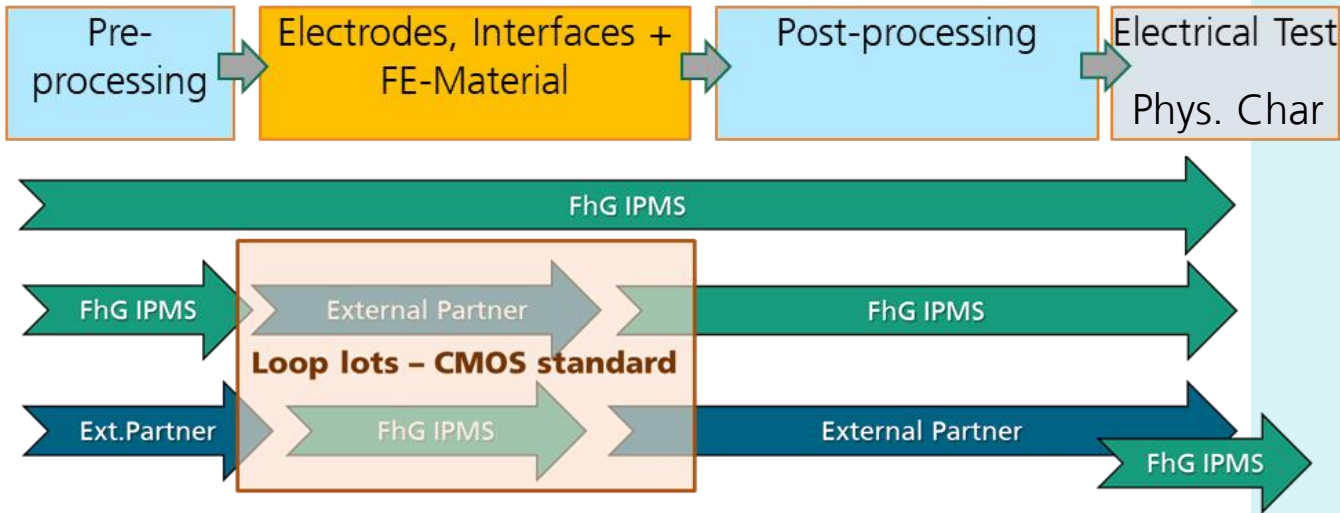 Pre-
processing
Electrodes, Interfaces +
FE-Material
Post-processing
Electrical Test
Phys. Char
FhG IPMS
FhG IPMS
External Partner
FhG IPMS
Loop lots – CMOS standard
Ext.Partner
FhG IPMS
External Partner
FhG IPMS